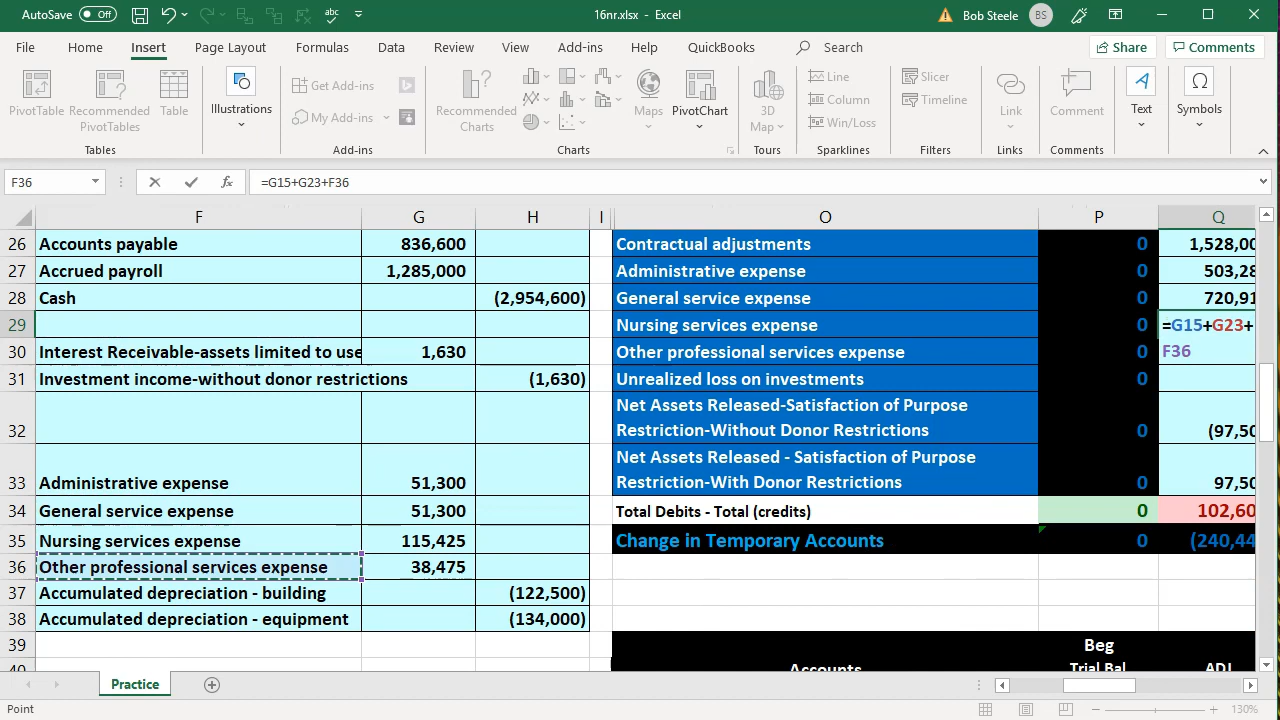 AutoSave Off abc 16nr.xlsx - Excel Bob Steele BS
File Home Insert Page Layout Formulas Data Review View Add-ins Help QuickBooks Search Share Comments
PivotTable Recommended PivotTables Table Illustrations Get Add-ins My Add-ins Recommended Charts Maps PivotChart 3D Map Line Column Win/Loss Slicer Timeline Link Comment Text Symbols
Tables Add-ins Charts Tours Sparklines Filters Links Comments
F36 fx =G15+G23+F36
F G H I O P Q
26 Accounts payable 836,600 Contractual adjustments 0 1,528,00
27 Accrued payroll 1,285,000 Administrative expense 0 503,28
28 Cash (2,954,600) General service expense 0 720,91
29 Nursing services expense 0 =G15+G23+
30 Interest Receivable-assets limited to use 1,630 Other professional services expense 0 F36
31 Investment income-without donor restrictions (1,630) Unrealized loss on investments 0
Net Assets Released-Satisfaction of Purpose
32 Restriction-Without Donor Restrictions 0 (97,50
Net Assets Released - Satisfaction of Purpose
33 Administrative expense 51,300 Restriction-With Donor Restrictions 0 97,50
34 General service expense 51,300 Total Debits - Total (credits) 0 102,60
35 Nursing services expense 115,425 Change in Temporary Accounts 0 (240,44
36 Other professional services expense 38,475
37 Accumulated depreciation - building (122,500)
38 Accumulated depreciation - equipment (134,000)
39 Beg
40 Accounts Trial Bal ADJ
Practice
Point 130%